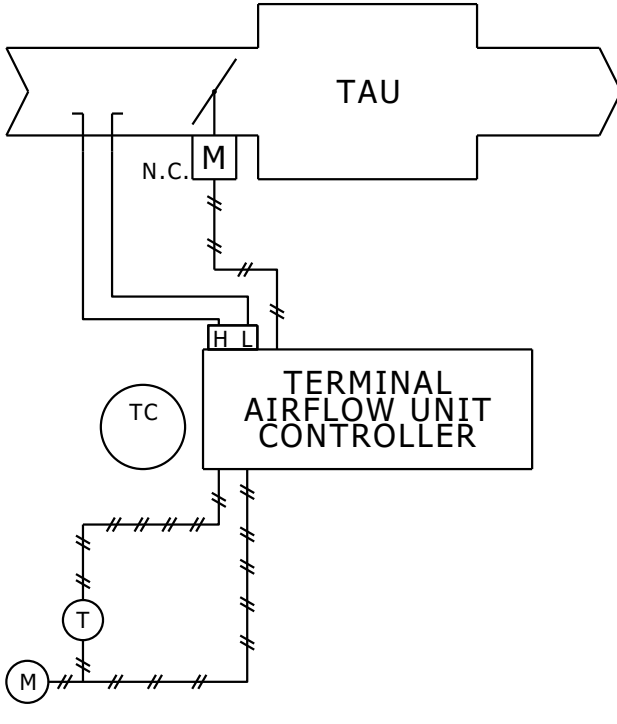 TAU
M
N.C.
H L
TERMINAL
AIRFLOW UNIT
CONTROLLER
TC
T
M